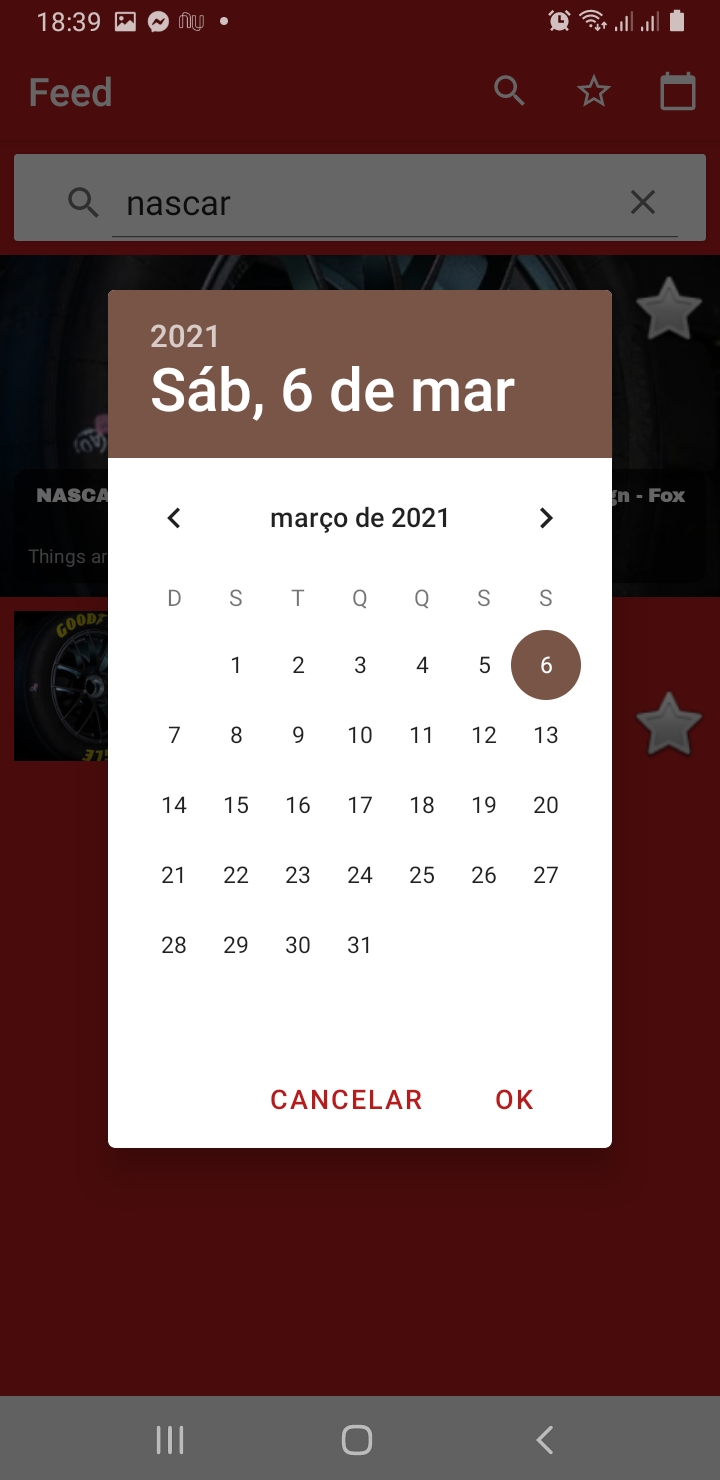 18:39
Feed
nascar
2021
Sáb, 6 de mar
NASCA
gn - Fox
março de 2021
Things ar
D S T Q Q S S
1 2 3 4 5 6
7 8 9 10 11 12 13
14 15 16 17 18 19 20
21 22 23 24 25 26 27
28 29 30 31
CANCELAR OK